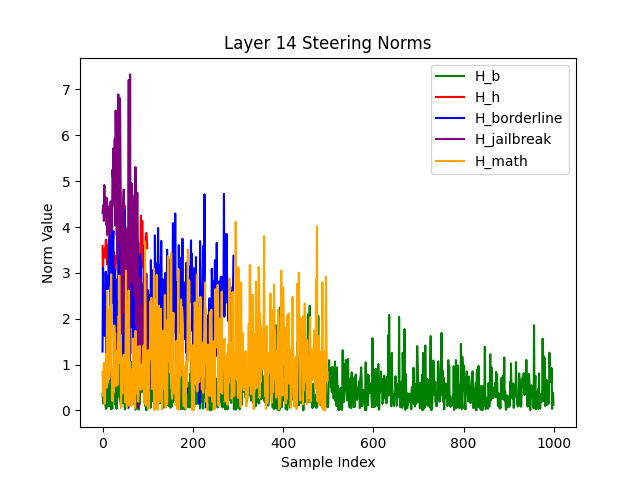 Layer 14 Steering Norms
H_b
H_h
H_borderline
H_jailbreak
H_math
Norm Value
7
6
5
4
3
2
1
0
0 200 400 600 800 1000
Sample Index